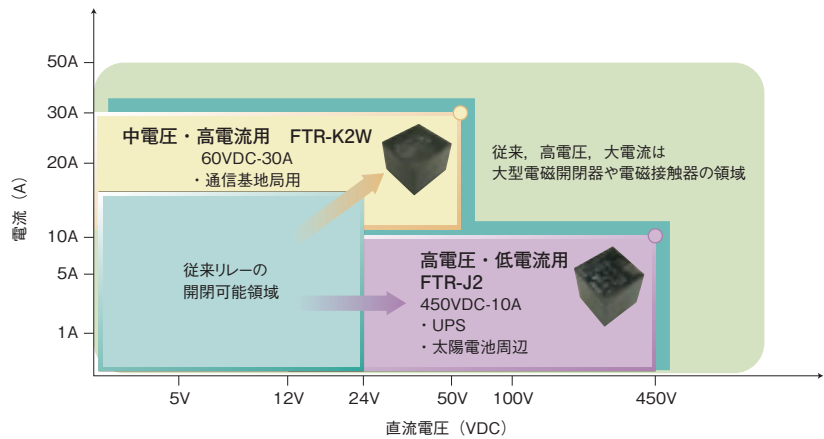 50A
30A
20A
10A
5A
1A
電流（A）
中電圧・高電流用　FTR-K2W
60VDC-30A
・通信基地局用
従来，高電圧，大電流は
大型電磁開閉器や電磁接触器の領域
従来リレーの
開閉可能領域
高電圧・低電流用
FTR-J2
450VDC-10A
・UPS
・太陽電池周辺
5V
12V
24V
50V
100V
450V
直流電圧（VDC）